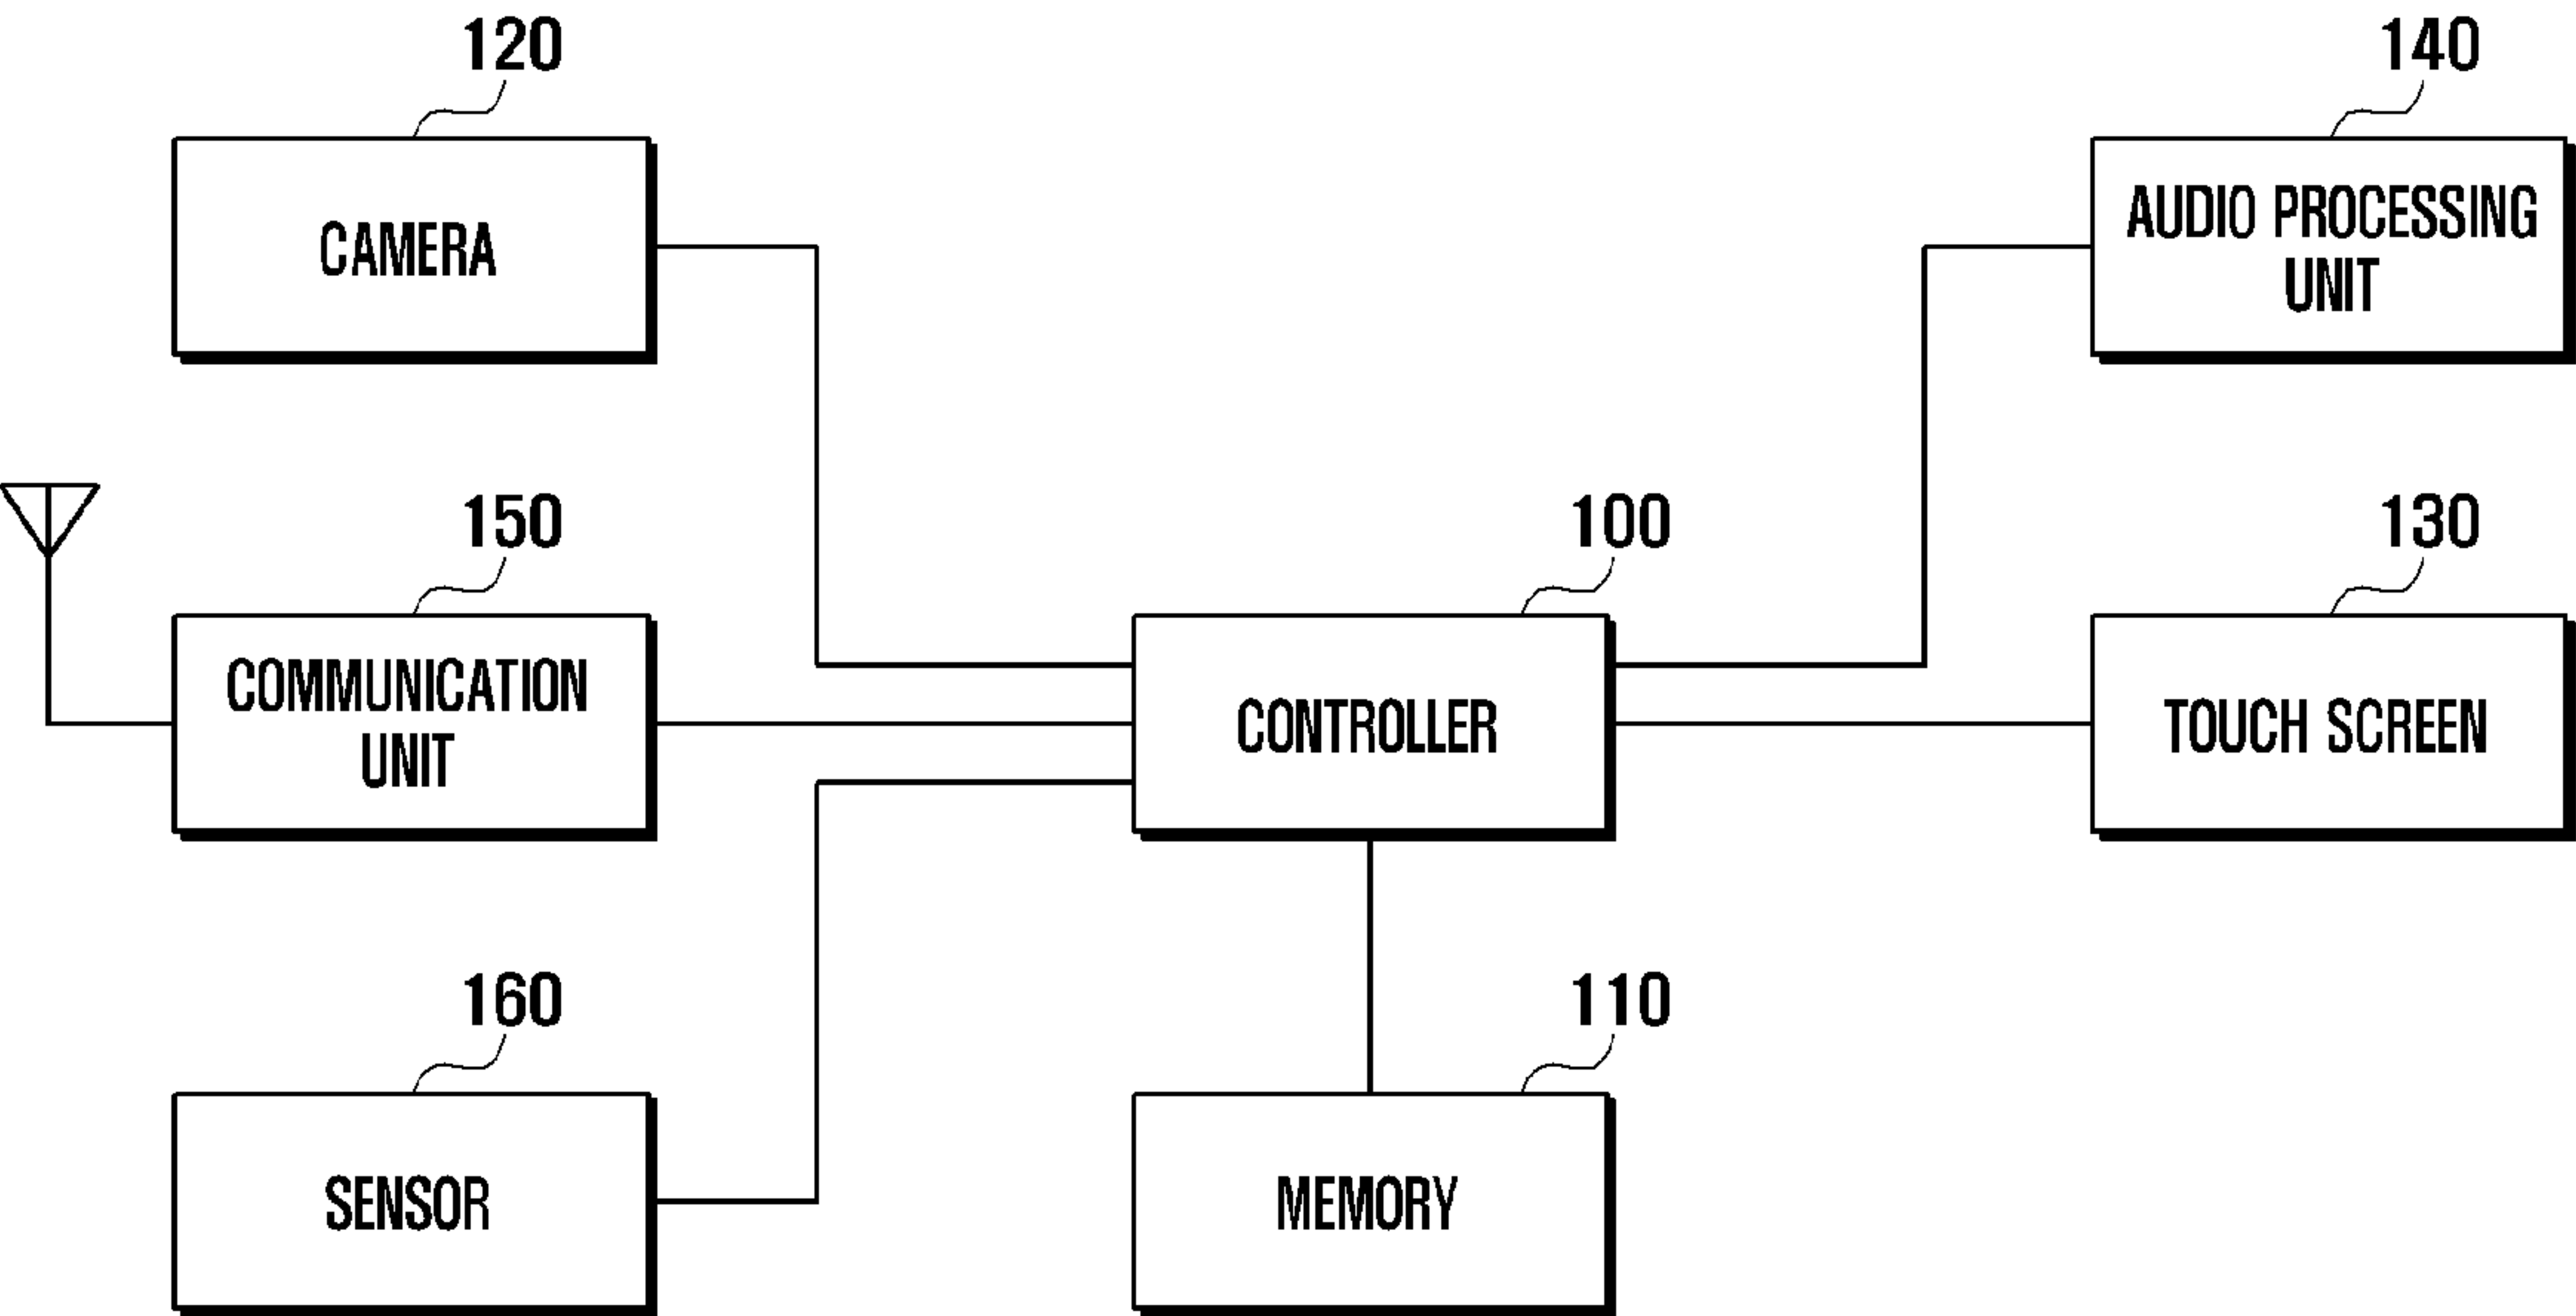 120
140
CAMERA
AUDIO PROCESSING
UNIT
150
100
130
COMMUNICATION
UNIT
CONTROLLER
TOUCH SCREEN
160
110
SENSOR
MEMORY